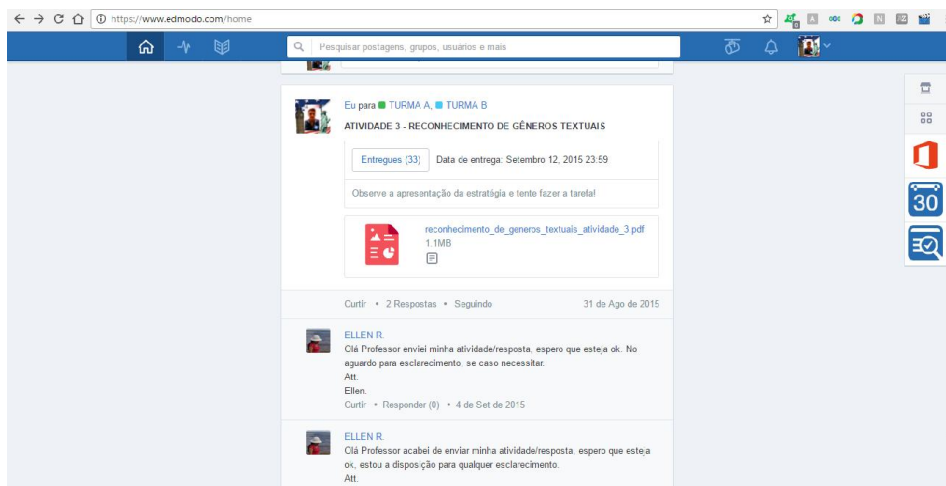 https://www.edmodo.com/home
Pesquisar postagens, grupos, usuários e mais
Eu para TURMA A, TURMA B
ATIVIDADE 3 - RECONHECIMENTO DE GÊNEROS TEXTUAIS
Entregues (33) Data de entrega: Setembro 12, 2015 23:59
Observe a apresentação da estratégia e tente fazer a tarefa!
reconhecimento_de_generos_textuais_atividade_3.pdf
1.1MB
Curtir • 2 Respostas • Seguindo 31 de Ago de 2015
ELLEN R.
Olá Professor enviei minha atividade/resposta, espero que esteja ok. No
aguardo para esclarecimento, se caso necessitar.
Att.
Ellen.
Curtir • Responder (0) • 4 de Set de 2015
ELLEN R.
Olá Professor acabei de enviar minha atividade/resposta, espero que esteja
ok, estou a disposição para qualquer esclarecimento.
Att.
30